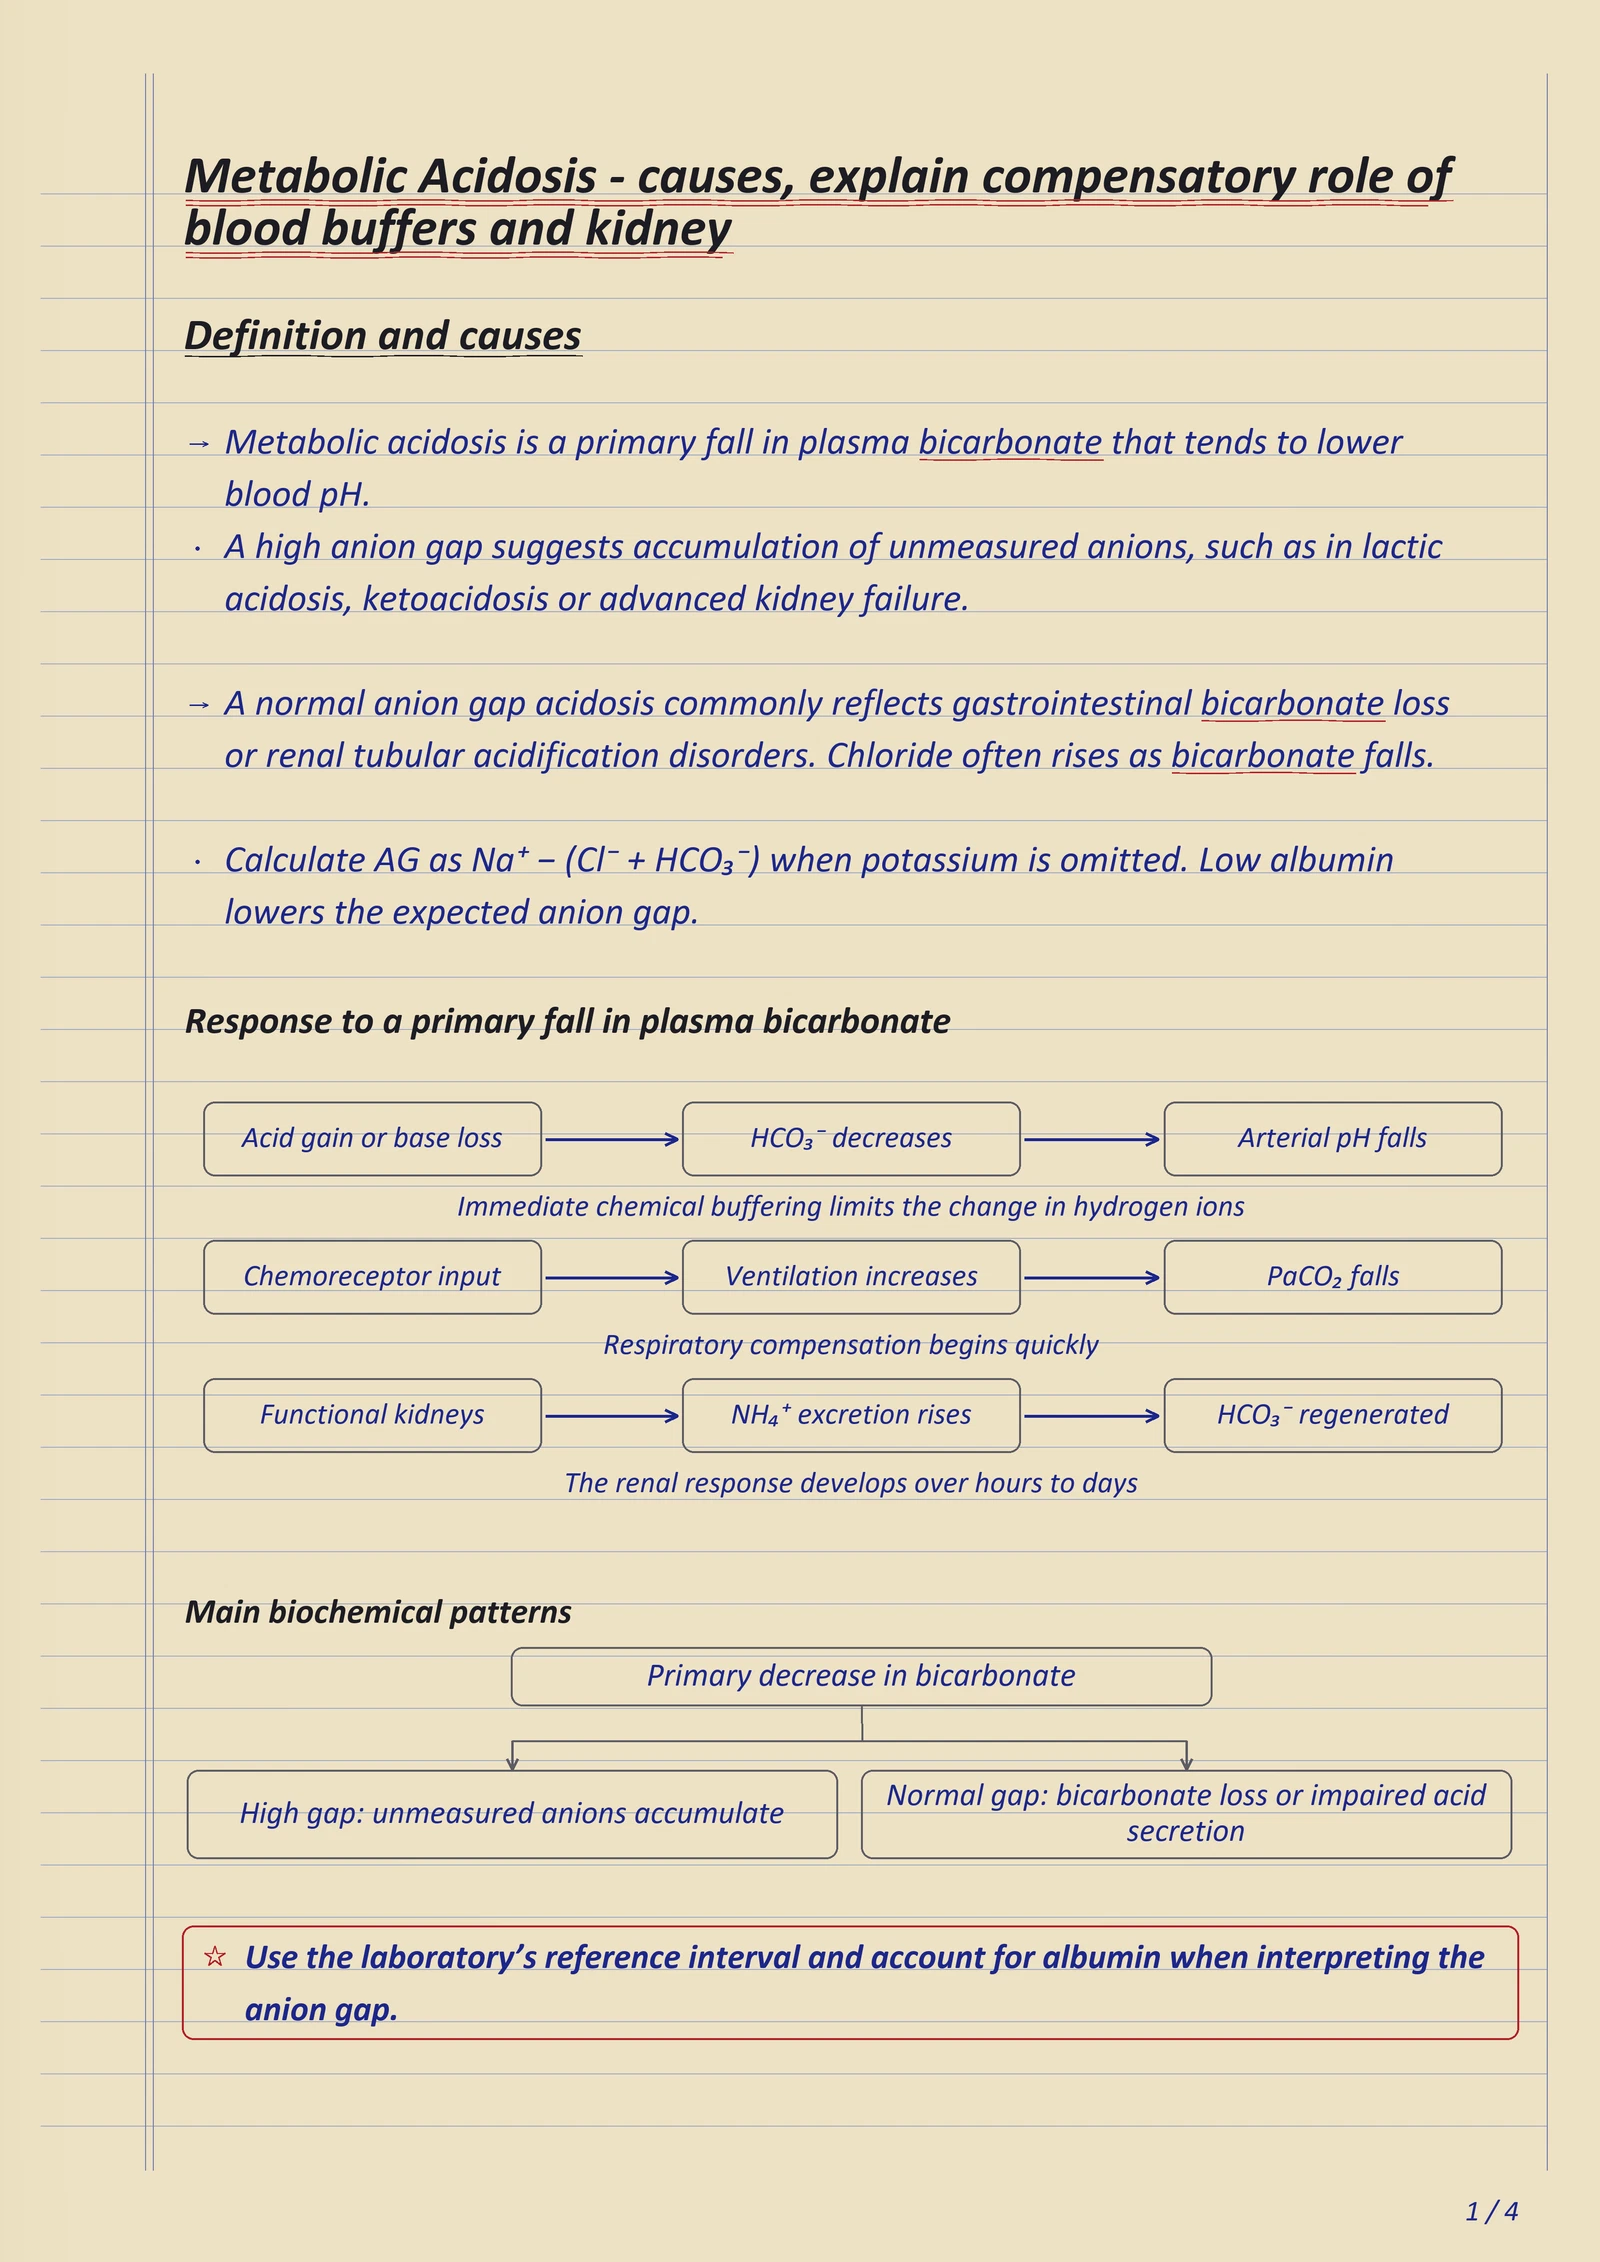 Metabolic Acidosis - causes, explain compensatory role of
blood buffers and kidney
Definition and causes
→ Metabolic acidosis is a primary fall in plasma bicarbonate that tends to lower
blood pH.
· A high anion gap suggests accumulation of unmeasured anions, such as in lactic
acidosis, ketoacidosis or advanced kidney failure.
→ A normal anion gap acidosis commonly reflects gastrointestinal bicarbonate loss
or renal tubular acidification disorders. Chloride often rises as bicarbonate falls.
· Calculate AG as Na⁺ − (Cl⁻ + HCO₃⁻) when potassium is omitted. Low albumin
lowers the expected anion gap.
Response to a primary fall in plasma bicarbonate
Acid gain or base loss
HCO₃⁻ decreases
Arterial pH falls
Immediate chemical buffering limits the change in hydrogen ions
Chemoreceptor input
Ventilation increases
PaCO₂ falls
Respiratory compensation begins quickly
Functional kidneys
NH₄⁺ excretion rises
HCO₃⁻ regenerated
The renal response develops over hours to days
Main biochemical patterns
Primary decrease in bicarbonate
High gap: unmeasured anions accumulate
Normal gap: bicarbonate loss or impaired acid
secretion
☆ Use the laboratory’s reference interval and account for albumin when interpreting the
anion gap.
1 / 4